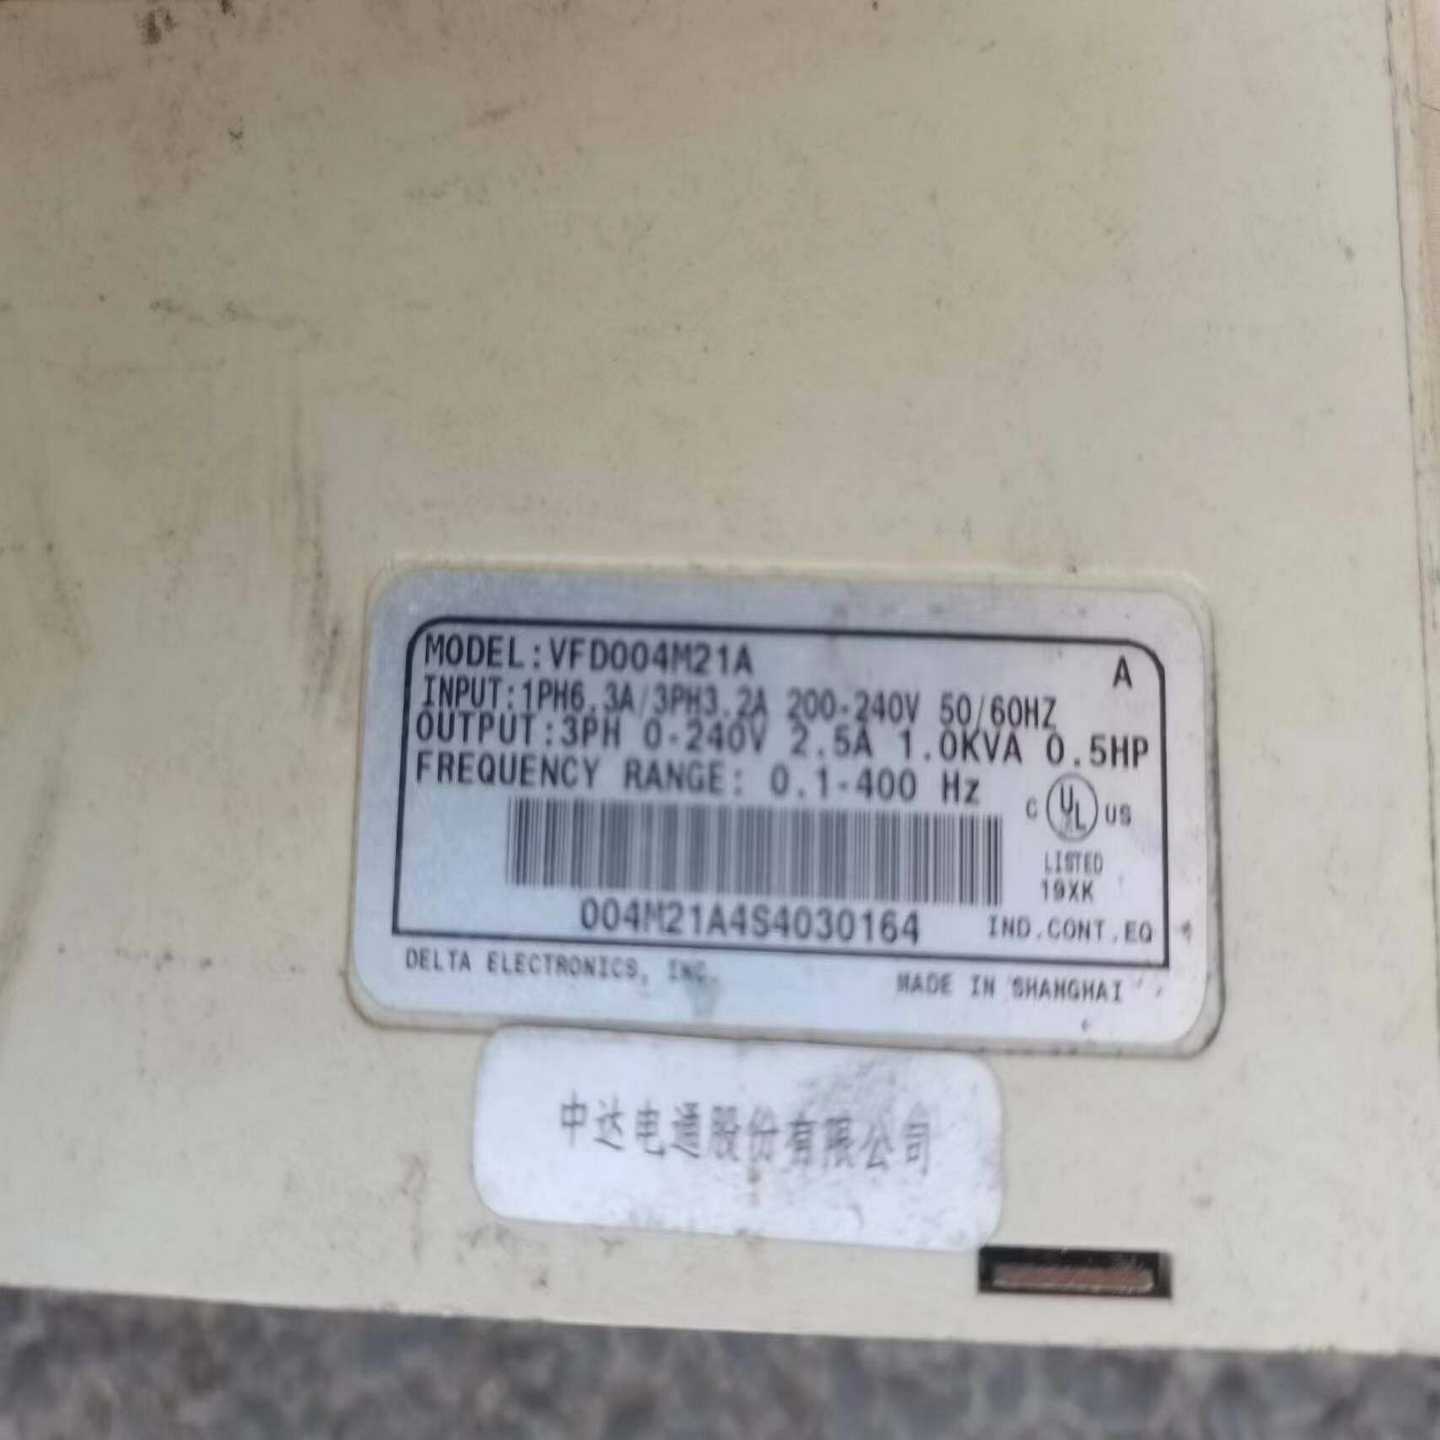 MODEL:VFD004M21A
A
INPUT:1PH6.3A/3PH3.2A 200-240V 50/60HZ
OUTPUT:3PH 0-240V 2.5A 1.0KVA 0.5HP
FREQUENCY RANGE: 0.1-400 Hz
C UL US
LISTED
19XK
004M21A4S4030164
IND.CONT.EQ
DELTA ELECTRONICS, INC.
MADE IN SHANGHAI
中达电通股份有限公司